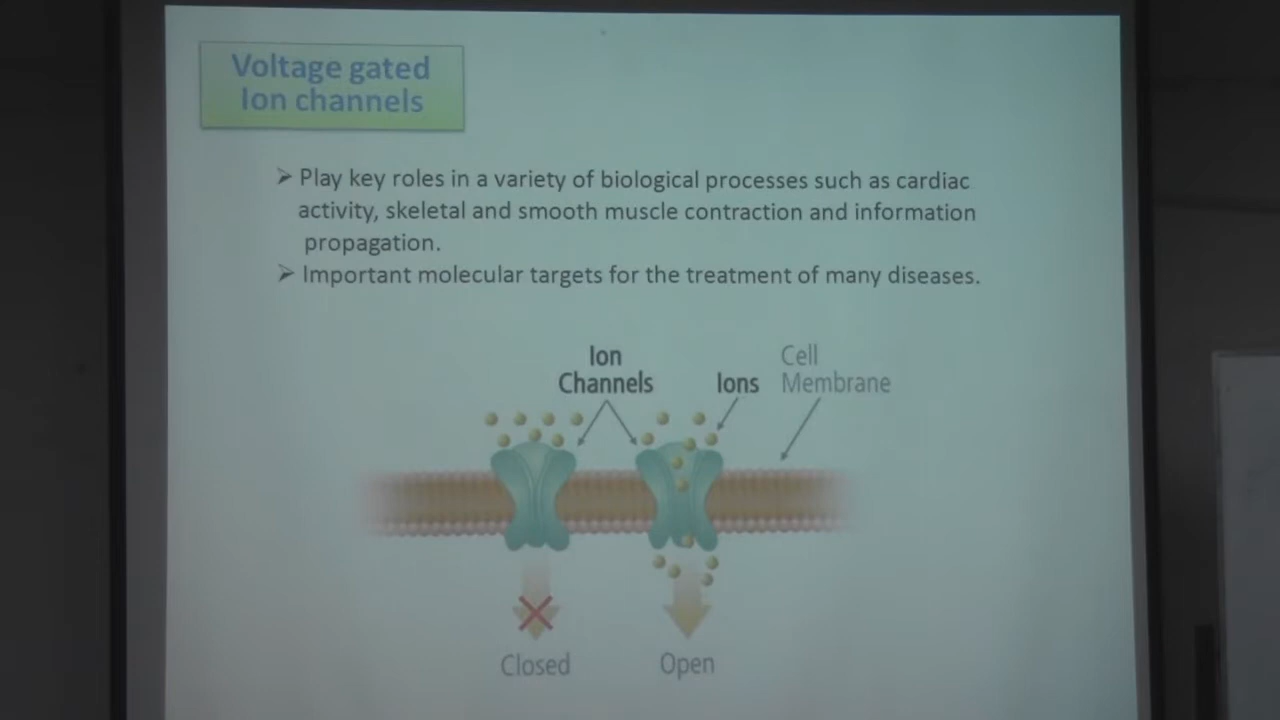 Voltage gated
Ion channels
➢ Play key roles in a variety of biological processes such as cardiac
activity, skeletal and smooth muscle contraction and information
propagation.
➢ Important molecular targets for the treatment of many diseases.
Ion
Channels
Ions
Cell
Membrane
Closed
Open